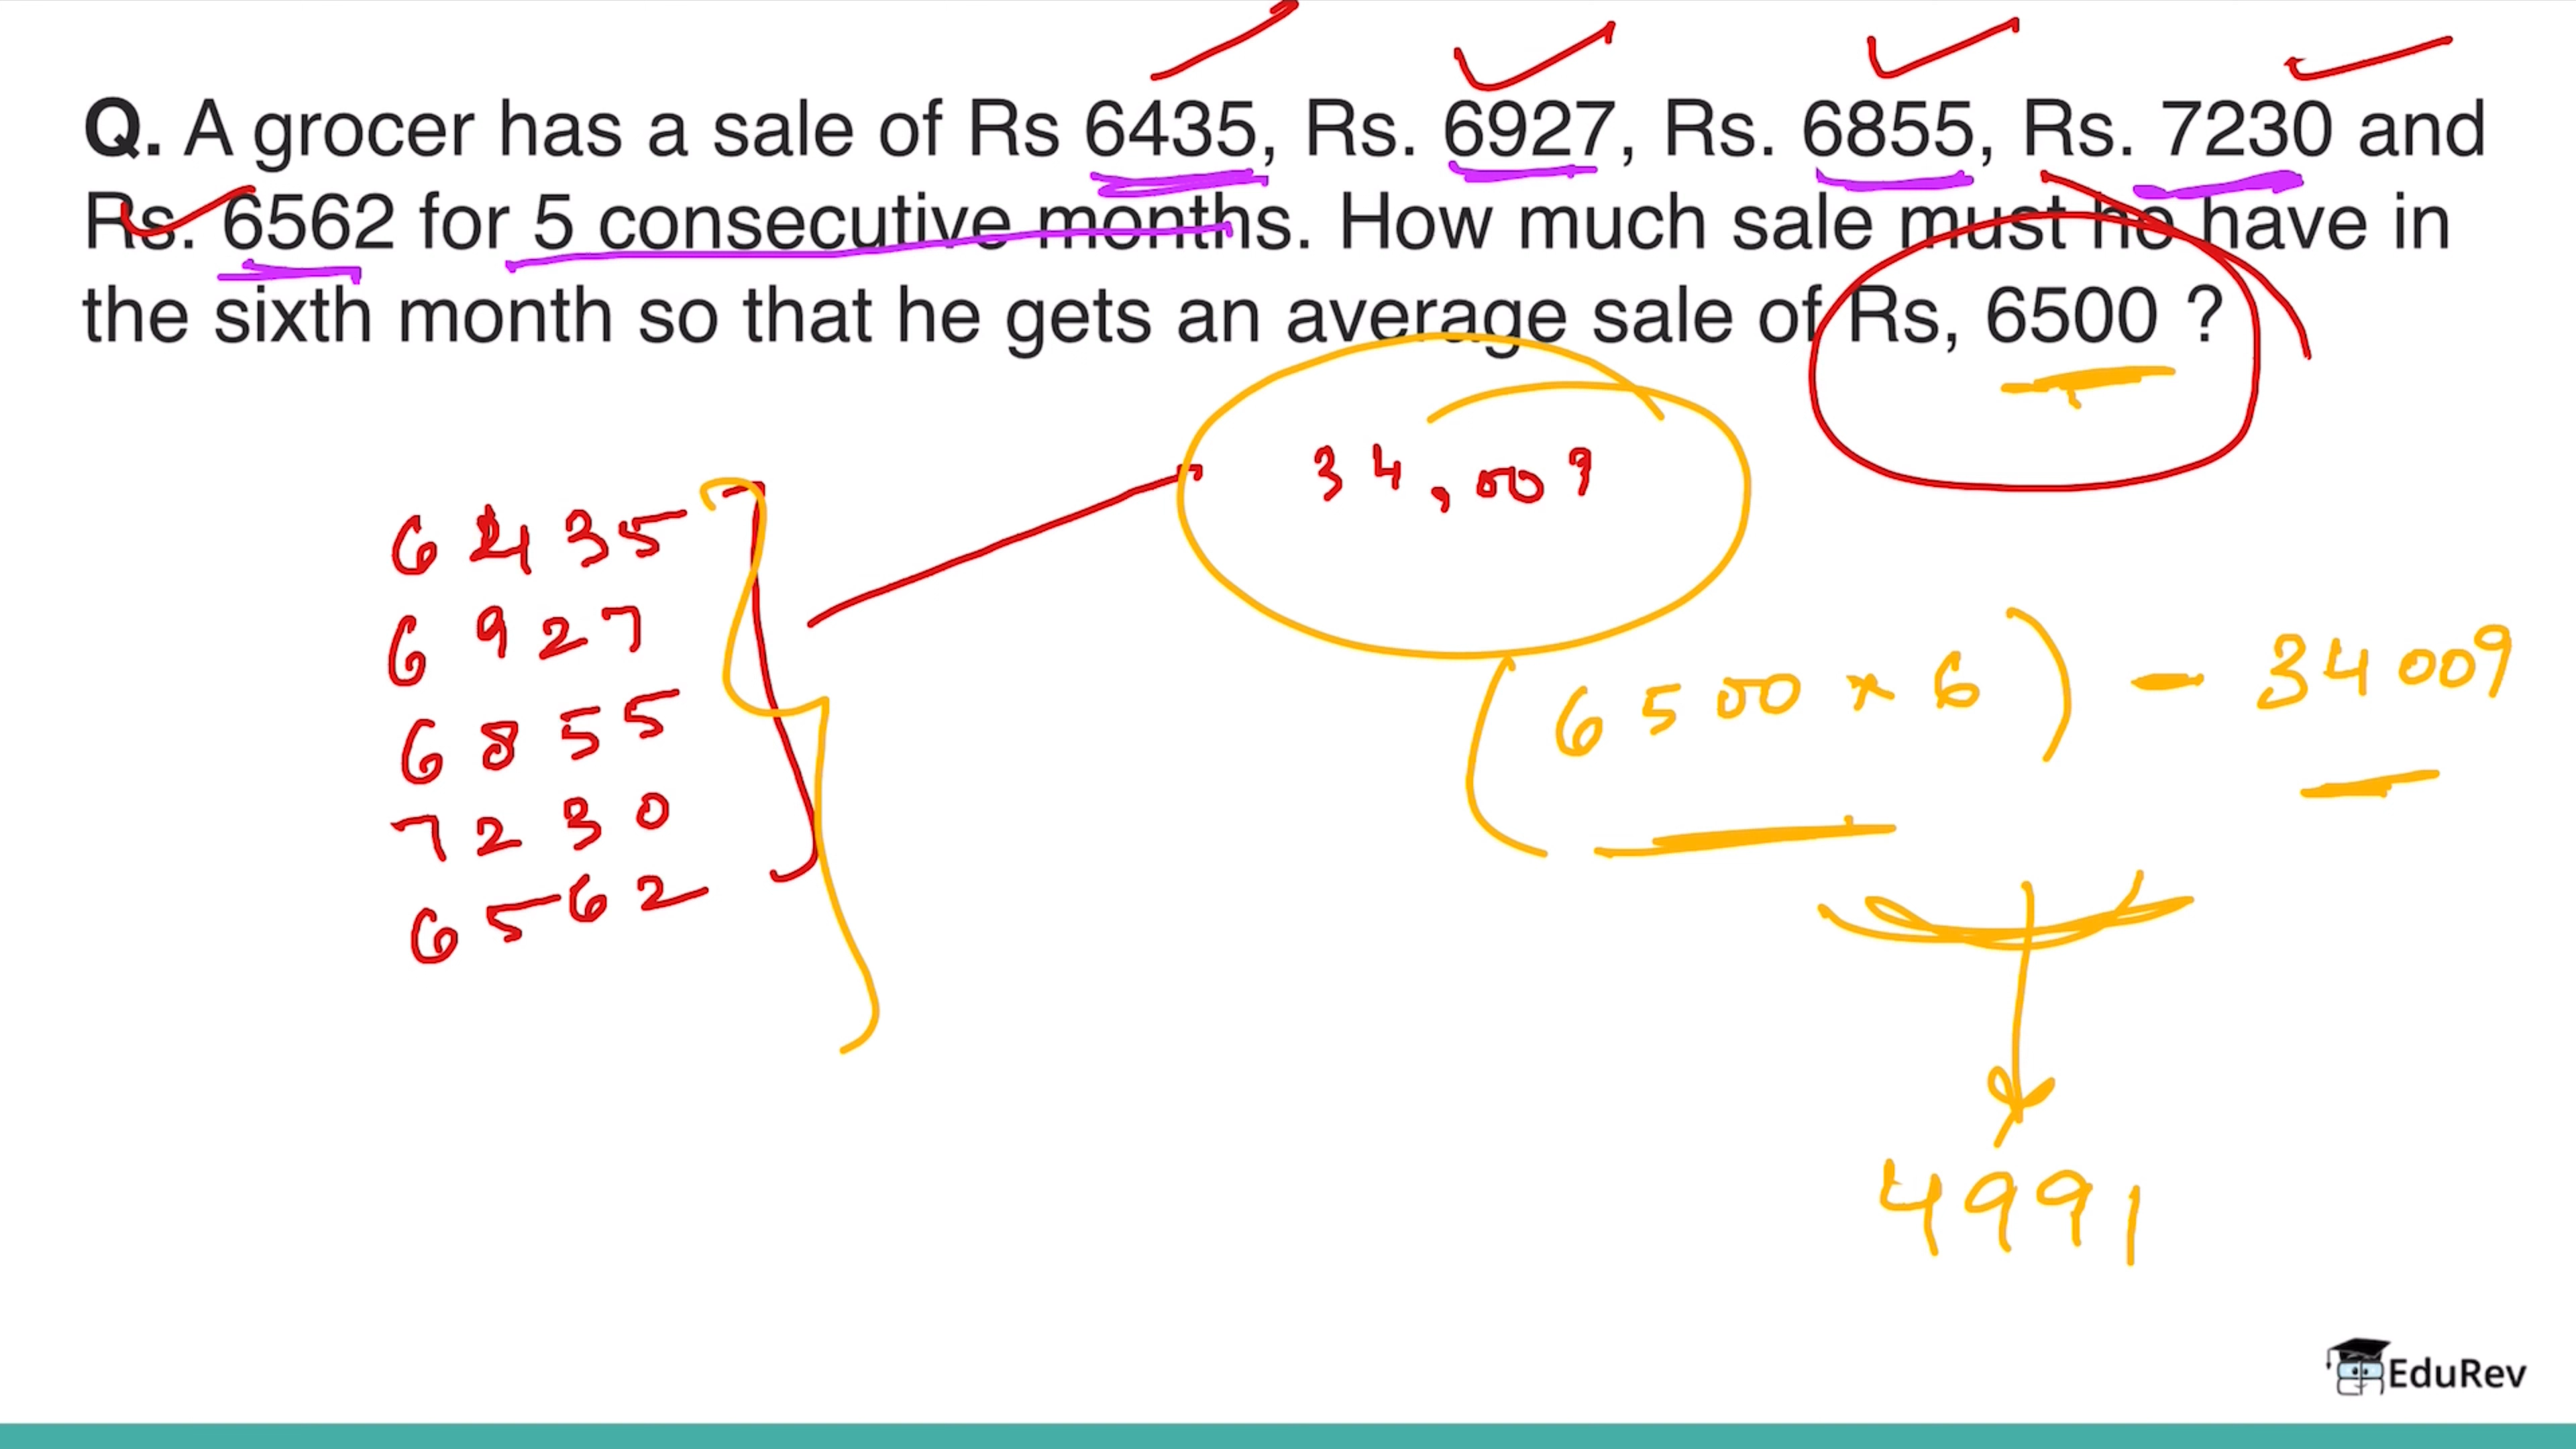 Q. A grocer has a sale of Rs 6435, Rs. 6927, Rs. 6855, Rs. 7230 and
Rs. 6562 for 5 consecutive months. How much sale must he have in
the sixth month so that he gets an average sale of Rs, 6500 ?
34,009
6435
6927
6855
7230
6562
(6500 × 6) - 34009
4991
EduRev